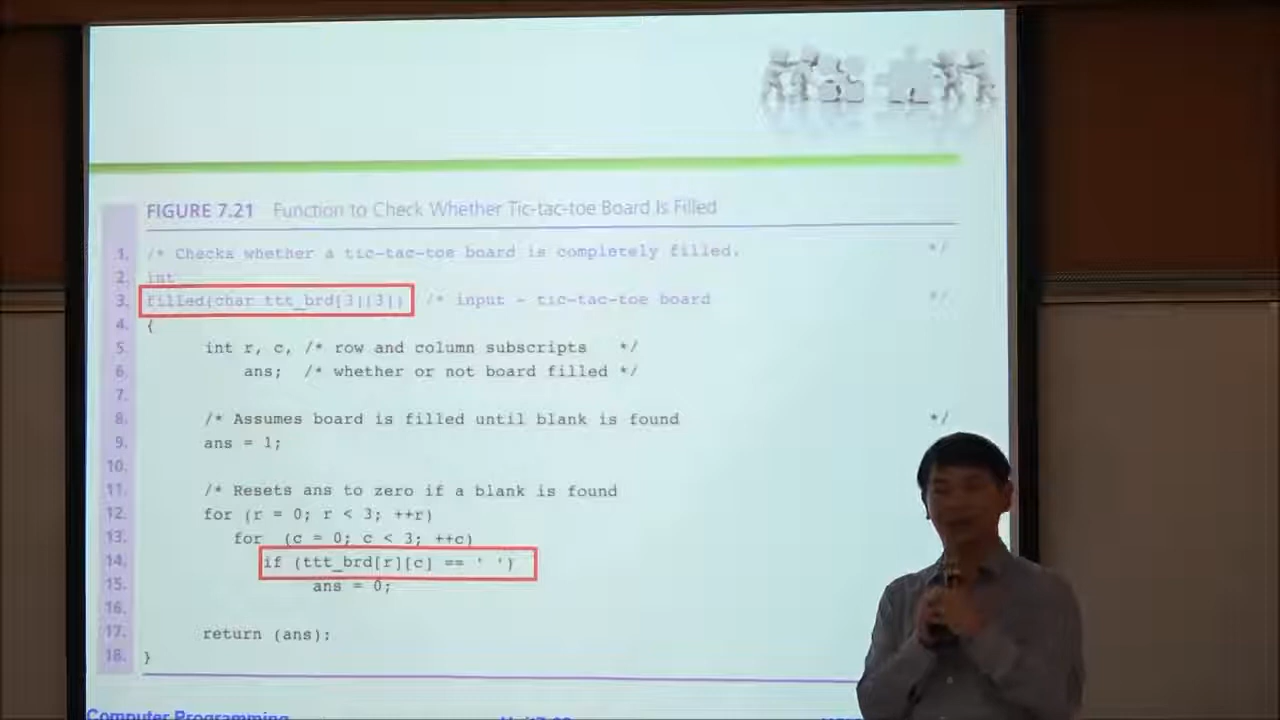 FIGURE 7.21 Function to Check Whether Tic-tac-toe Board Is Filled
1. /* Checks whether a tic-tac-toe board is completely filled. */
2. int
3. filled(char ttt_brd[3][3]) /* input - tic-tac-toe board */
4. {
5. int r, c, /* row and column subscripts */
6. ans; /* whether or not board filled */
7.
8. /* Assumes board is filled until blank is found */
9. ans = 1;
10.
11. /* Resets ans to zero if a blank is found
12. for (r = 0; r < 3; ++r)
13. for (c = 0; c < 3; ++c)
14. if (ttt_brd[r][c] == ' ')
15. ans = 0;
16.
17. return (ans);
18. }
Computer Programming